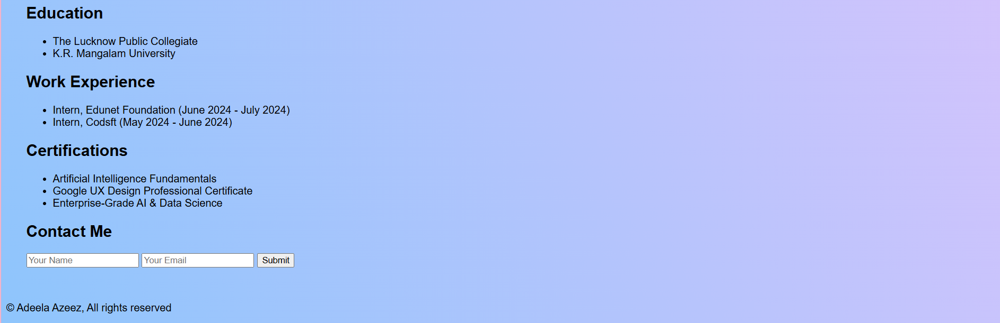 Education
The Lucknow Public Collegiate
K.R. Mangalam University
Work Experience
Intern, Edunet Foundation (June 2024 - July 2024)
Intern, Codsft (May 2024 - June 2024)
Certifications
Artificial Intelligence Fundamentals
Google UX Design Professional Certificate
Enterprise-Grade AI & Data Science
Contact Me
Your Name Your Email Submit
© Adeela Azeez, All rights reserved